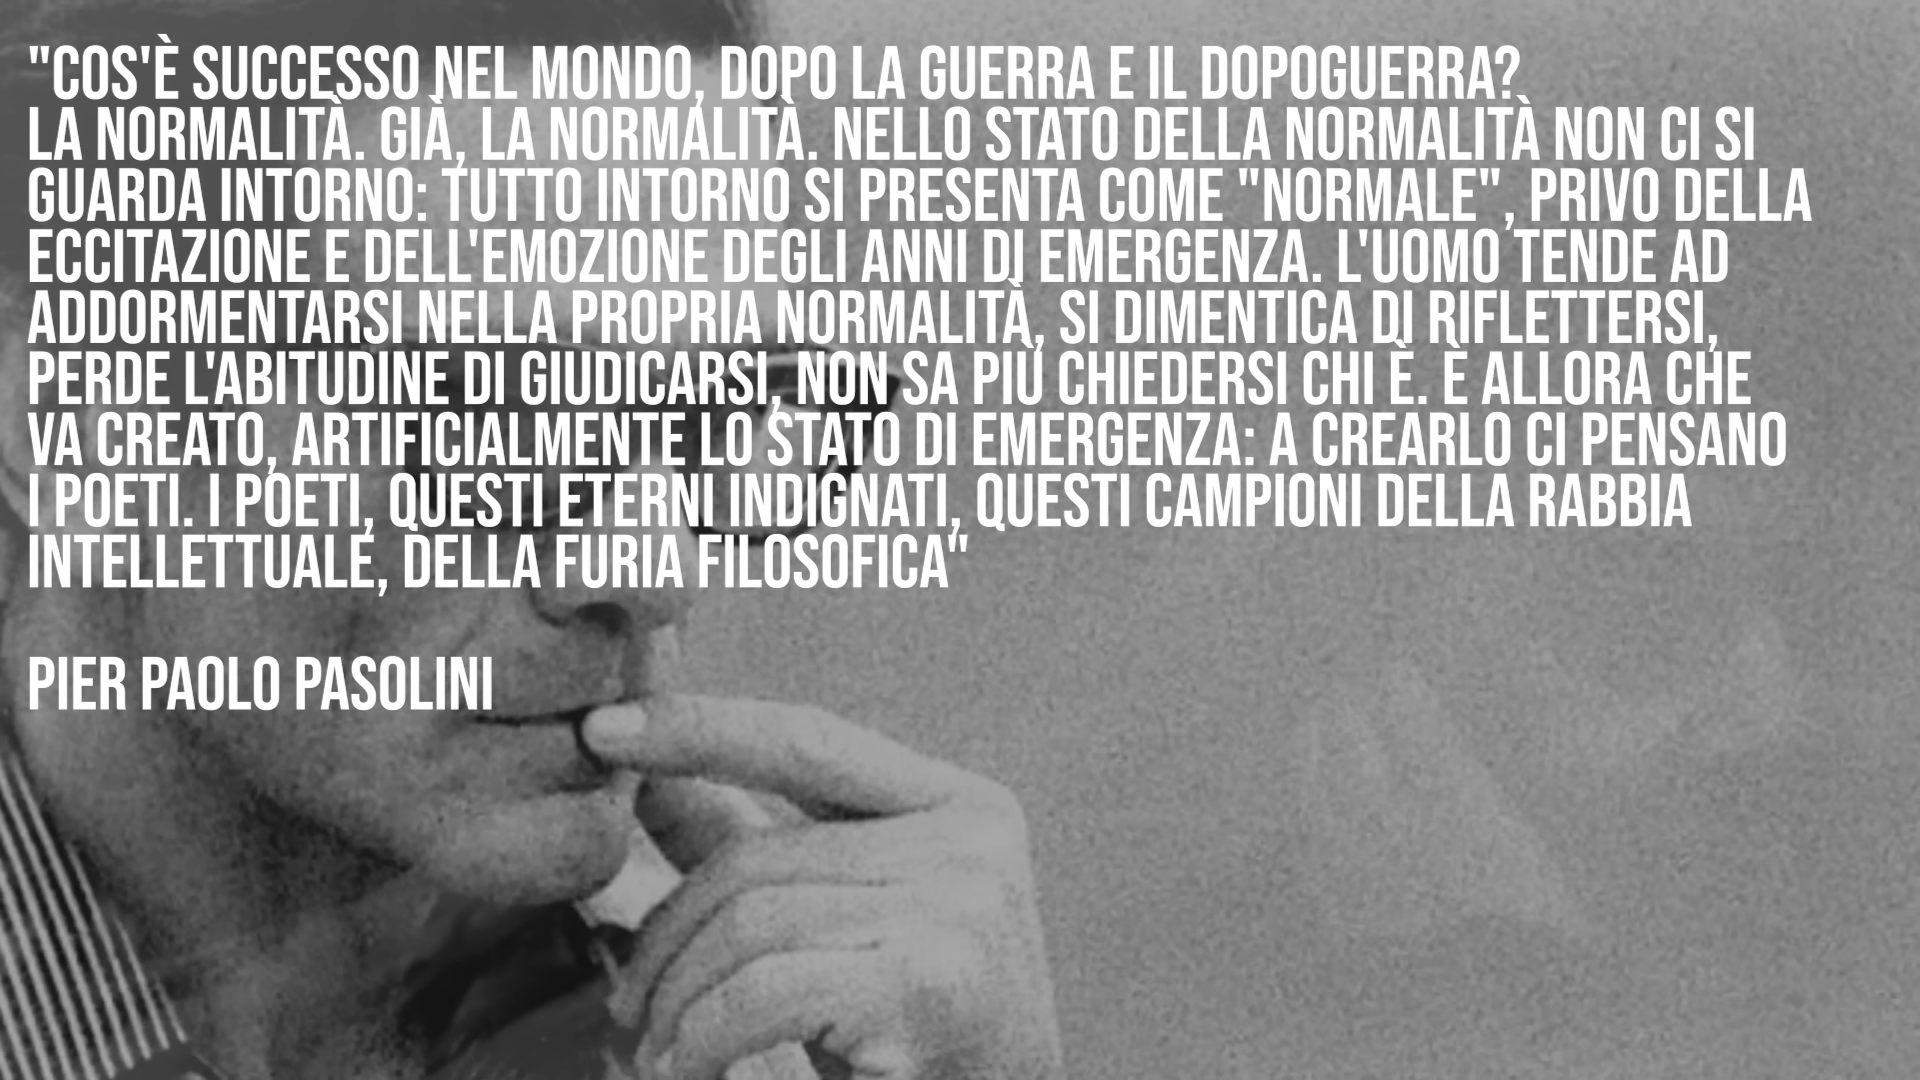 "COS'È SUCCESSO NEL MONDO, DOPO LA GUERRA E IL DOPOGUERRA?
LA NORMALITÀ. GIÀ, LA NORMALITÀ. NELLO STATO DELLA NORMALITÀ NON CI SI
GUARDA INTORNO: TUTTO INTORNO SI PRESENTA COME "NORMALE", PRIVO DELLA
ECCITAZIONE E DELL'EMOZIONE DEGLI ANNI DI EMERGENZA. L'UOMO TENDE AD
ADDORMENTARSI NELLA PROPRIA NORMALITÀ, SI DIMENTICA DI RIFLETTERSI,
PERDE L'ABITUDINE DI GIUDICARSI, NON SA PIÙ CHIEDERSI CHI È. È ALLORA CHE
VA CREATO, ARTIFICIALMENTE LO STATO DI EMERGENZA: A CREARLO CI PENSANO
I POETI. I POETI, QUESTI ETERNI INDIGNATI, QUESTI CAMPIONI DELLA RABBIA
INTELLETTUALE, DELLA FURIA FILOSOFICA"
PIER PAOLO PASOLINI